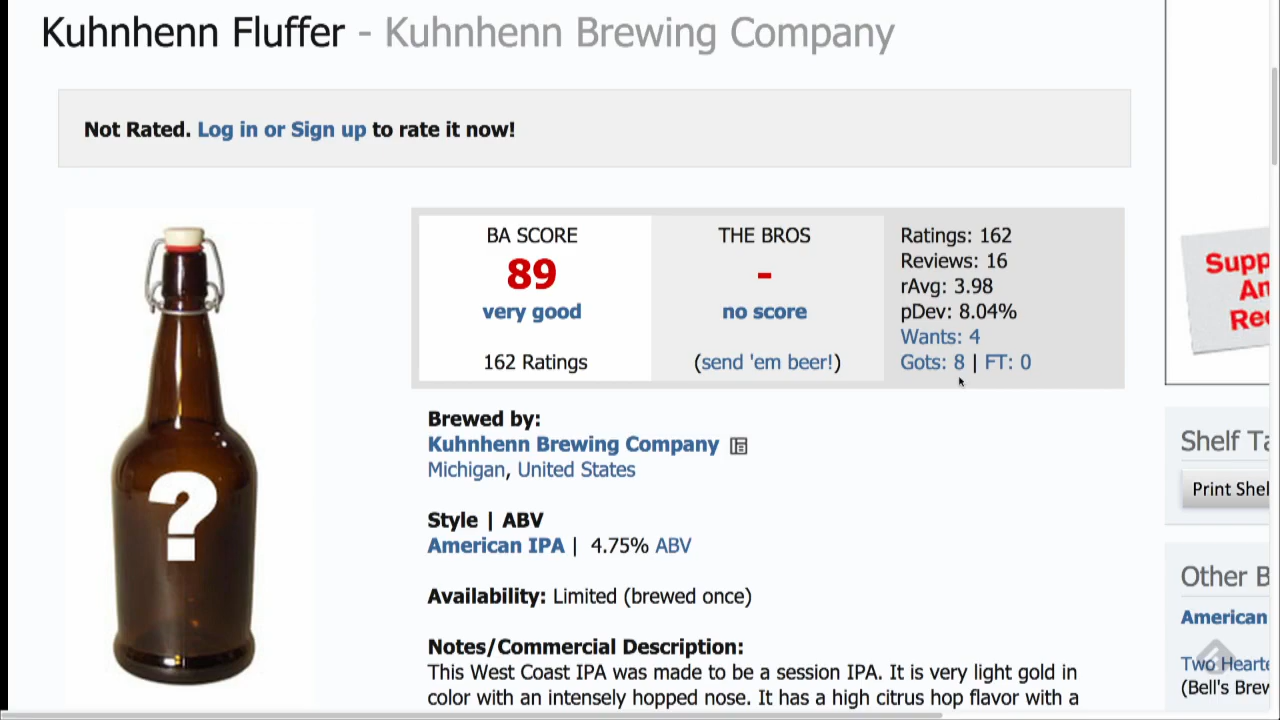 Kuhnhenn Fluffer - Kuhnhenn Brewing Company
Not Rated. Log in or Sign up to rate it now!
BA SCORE
89
very good
162 Ratings
THE BROS
-
no score
(send 'em beer!)
Ratings: 162
Reviews: 16
rAvg: 3.98
pDev: 8.04%
Wants: 4
Gots: 8 | FT: 0
?
Brewed by:
Kuhnhenn Brewing Company
Michigan, United States
Style | ABV
American IPA | 4.75% ABV
Availability: Limited (brewed once)
Notes/Commercial Description:
This West Coast IPA was made to be a session IPA. It is very light gold in
color with an intensely hopped nose. It has a high citrus hop flavor with a
Supp
An
Rec
Shelf Ta
Print Shel
Other B
American
Two Hearte
(Bell's Brew